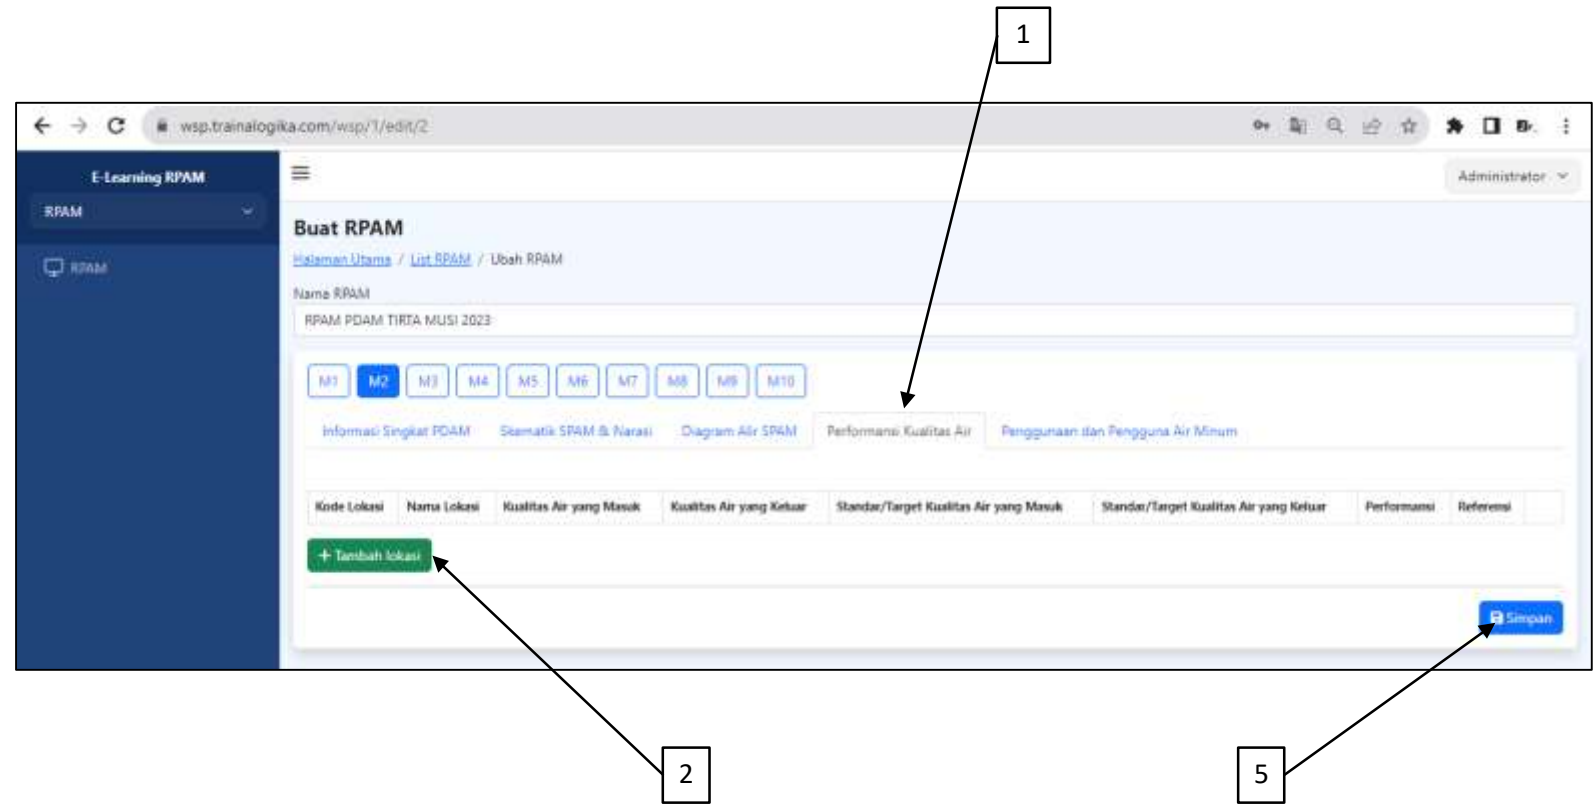 1
wsp.trainalogika.com/wsp/1/edit/2
E-Learning RPAM
Administrator
RPAM
Buat RPAM
RPAM
Halaman Utama / List RPAM / Ubah RPAM
Nama RPAM
RPAM PDAM TIRTA MUSI 2023
M1 M2 M3 M4 M5 M6 M7 M8 M9 M10
Informasi Singkat PDAM Skematik SPAM & Narasi Diagram Alir SPAM Performansi Kualitas Air Penggunaan dan Pengguna Air Minum
Kode Lokasi Nama Lokasi Kualitas Air yang Masuk Kualitas Air yang Keluar Standar/Target Kualitas Air yang Masuk Standar/Target Kualitas Air yang Keluar Performansi Referensi
+ Tambah lokasi
Simpan
2
5